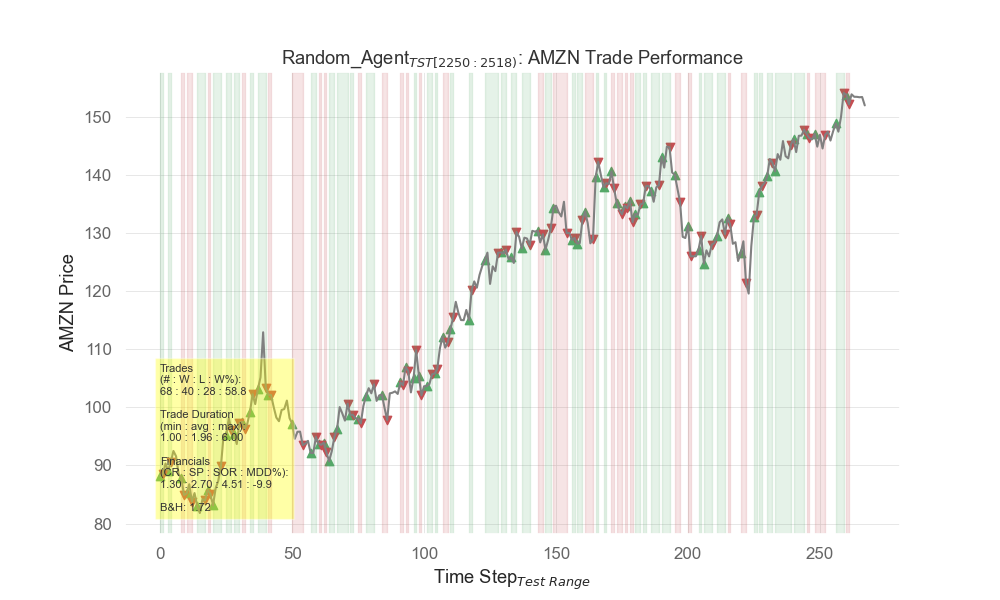 Random_Agent TST[2250:2518): AMZN Trade Performance
AMZN Price
150
140
130
120
110
100
90
80
Trades
(# : W : L : W%):
68 : 40 : 28 : 58.8
Trade Duration
(min : avg : max):
1.00 : 1.96 : 6.00
Financials
(CR : SP : SOR : MDD%):
1.30 : 2.70 : 4.51 : -9.9
B&H: 1.72
0 50 100 150 200 250
Time Step Test Range